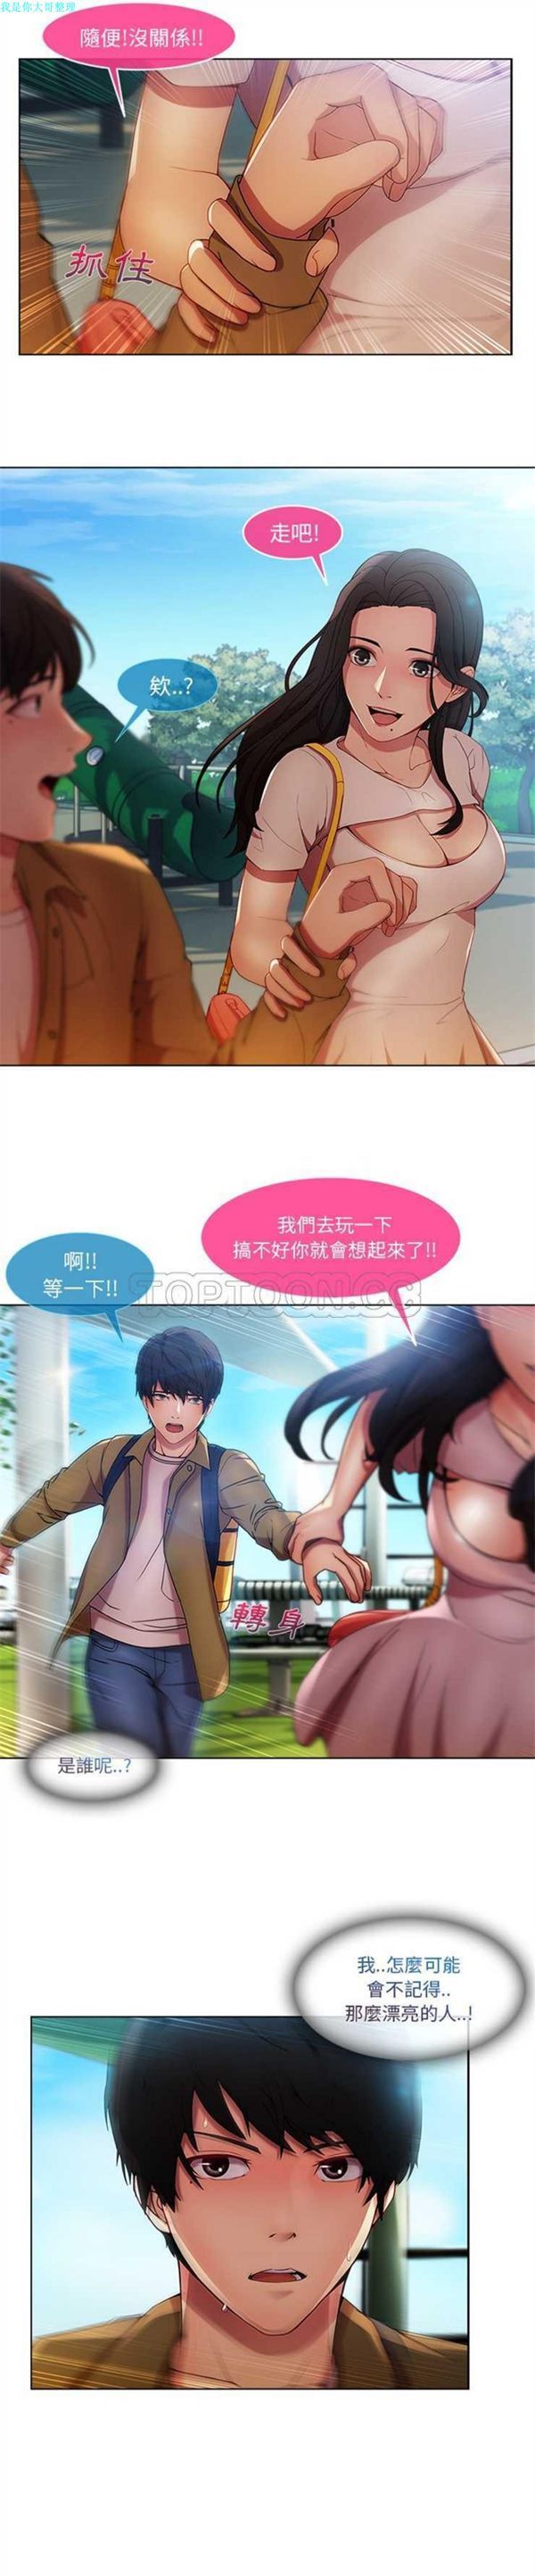 我是你大哥整理
隨便!沒關係!!
抓住
走吧!
欸..?
我們去玩一下
搞不好你就會想起來了!!
啊!!
等一下!!
TOPTOON.CC
轉身
是誰呢..?
我..怎麼可能
會不記得..
那麼漂亮的人..!